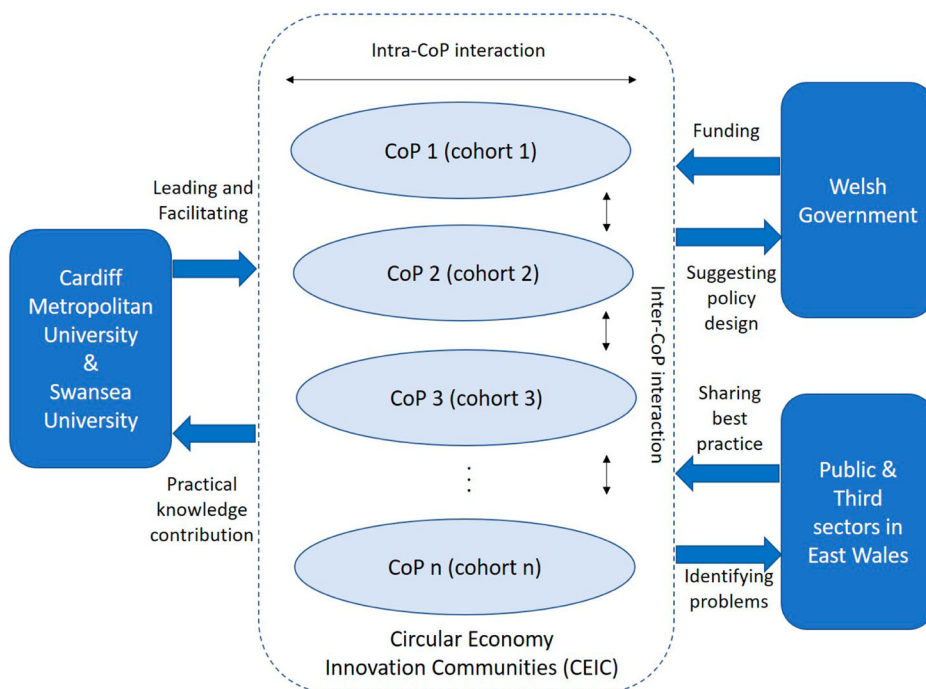 Intra-CoP interaction
CoP 1 (cohort 1)
CoP 2 (cohort 2)
CoP 3 (cohort 3)
⋮
CoP n (cohort n)
Inter-CoP interaction
Circular Economy
Innovation Communities (CEIC)
Leading and
Facilitating
Cardiff
Metropolitan
University
&
Swansea
University
Practical
knowledge
contribution
Funding
Welsh
Government
Suggesting
policy
design
Sharing
best
practice
Public &
Third
sectors in
East Wales
Identifying
problems